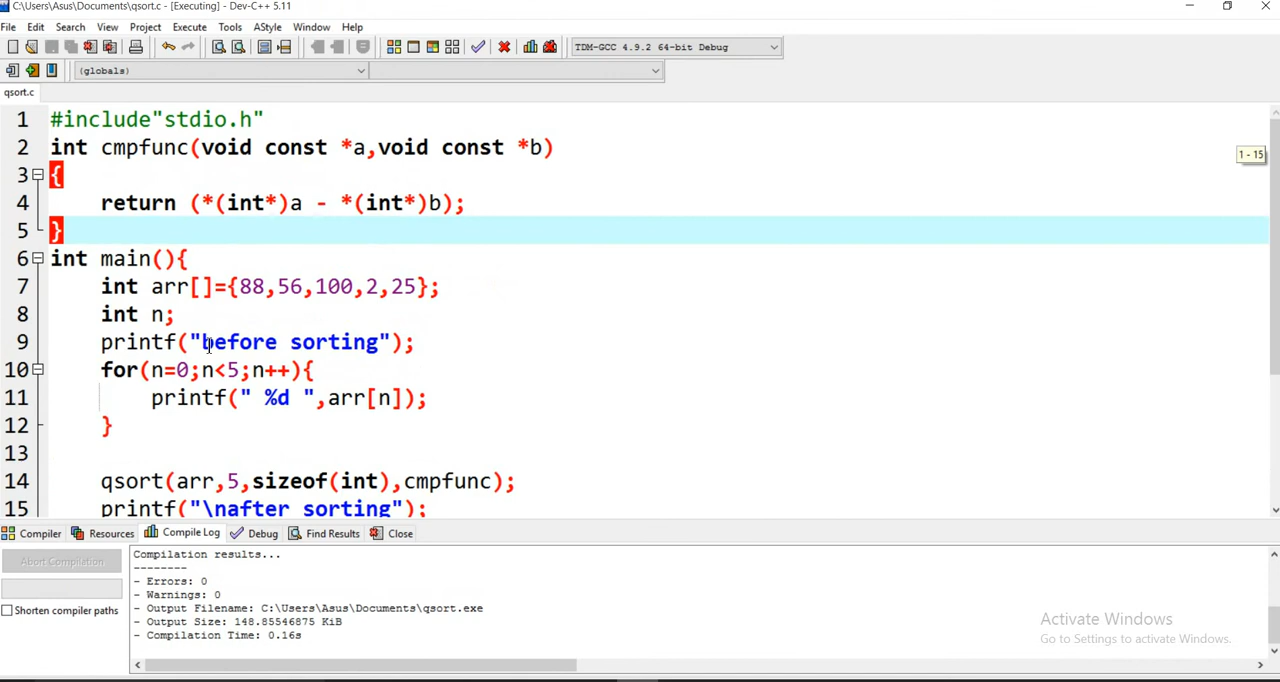 C:\Users\Asus\Documents\qsort.c - [Executing] - Dev-C++ 5.11
File Edit Search View Project Execute Tools AStyle Window Help
TDM-GCC 4.9.2 64-bit Debug
(globals)
qsort.c
1 #include"stdio.h"
2 int cmpfunc(void const *a,void const *b)
3 {
4 return (*(int*)a - *(int*)b);
5 }
6 int main(){
7 int arr[]={88,56,100,2,25};
8 int n;
9 printf("before sorting");
10 for(n=0;n<5;n++){
11 printf(" %d ",arr[n]);
12 }
13
14 qsort(arr,5,sizeof(int),cmpfunc);
15 printf("\nafter sorting");
1 - 15
Compiler Resources Compile Log Debug Find Results Close
Abort Compilation
Shorten compiler paths
Compilation results...
--------
- Errors: 0
- Warnings: 0
- Output Filename: C:\Users\Asus\Documents\qsort.exe
- Output Size: 148.85546875 KiB
- Compilation Time: 0.16s
Activate Windows
Go to Settings to activate Windows.